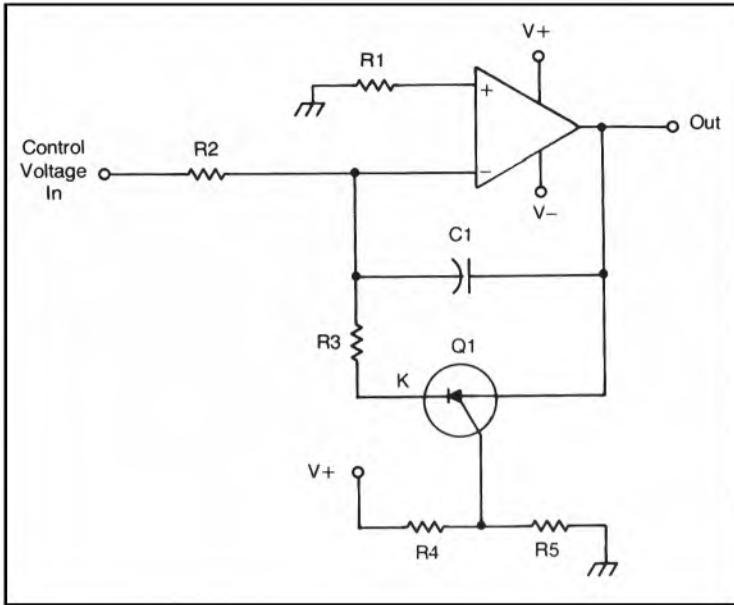 V+
R1
+
Out
Control
Voltage
In
R2
−
V−
C1
R3
Q1
K
V+
R4
R5